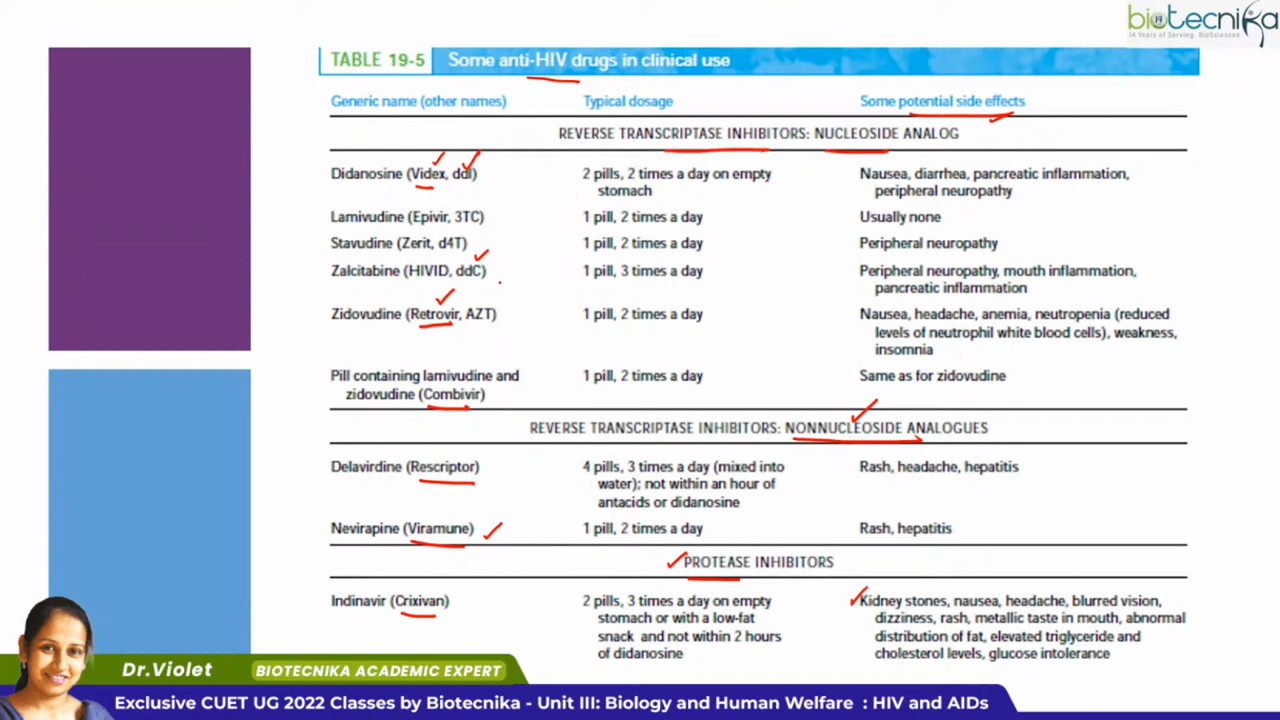 biotecnika
14 Years of Serving BioSciences
TABLE 19-5 Some anti-HIV drugs in clinical use
Generic name (other names) Typical dosage Some potential side effects
REVERSE TRANSCRIPTASE INHIBITORS: NUCLEOSIDE ANALOG
Didanosine (Videx, ddI) 2 pills, 2 times a day on empty Nausea, diarrhea, pancreatic inflammation,
stomach peripheral neuropathy
Lamivudine (Epivir, 3TC) 1 pill, 2 times a day Usually none
Stavudine (Zerit, d4T) 1 pill, 2 times a day Peripheral neuropathy
Zalcitabine (HIVID, ddC) 1 pill, 3 times a day Peripheral neuropathy, mouth inflammation,
pancreatic inflammation
Zidovudine (Retrovir, AZT) 1 pill, 2 times a day Nausea, headache, anemia, neutropenia (reduced
levels of neutrophil white blood cells), weakness,
insomnia
Pill containing lamivudine and 1 pill, 2 times a day Same as for zidovudine
zidovudine (Combivir)
REVERSE TRANSCRIPTASE INHIBITORS: NONNUCLEOSIDE ANALOGUES
Delavirdine (Rescriptor) 4 pills, 3 times a day (mixed into Rash, headache, hepatitis
water); not within an hour of
antacids or didanosine
Nevirapine (Viramune) 1 pill, 2 times a day Rash, hepatitis
PROTEASE INHIBITORS
Indinavir (Crixivan) 2 pills, 3 times a day on empty Kidney stones, nausea, headache, blurred vision,
stomach or with a low-fat dizziness, rash, metallic taste in mouth, abnormal
snack and not within 2 hours distribution of fat, elevated triglyceride and
of didanosine cholesterol levels, glucose intolerance
Dr.Violet BIOTECNIKA ACADEMIC EXPERT
Exclusive CUET UG 2022 Classes by Biotecnika - Unit III: Biology and Human Welfare : HIV and AIDs